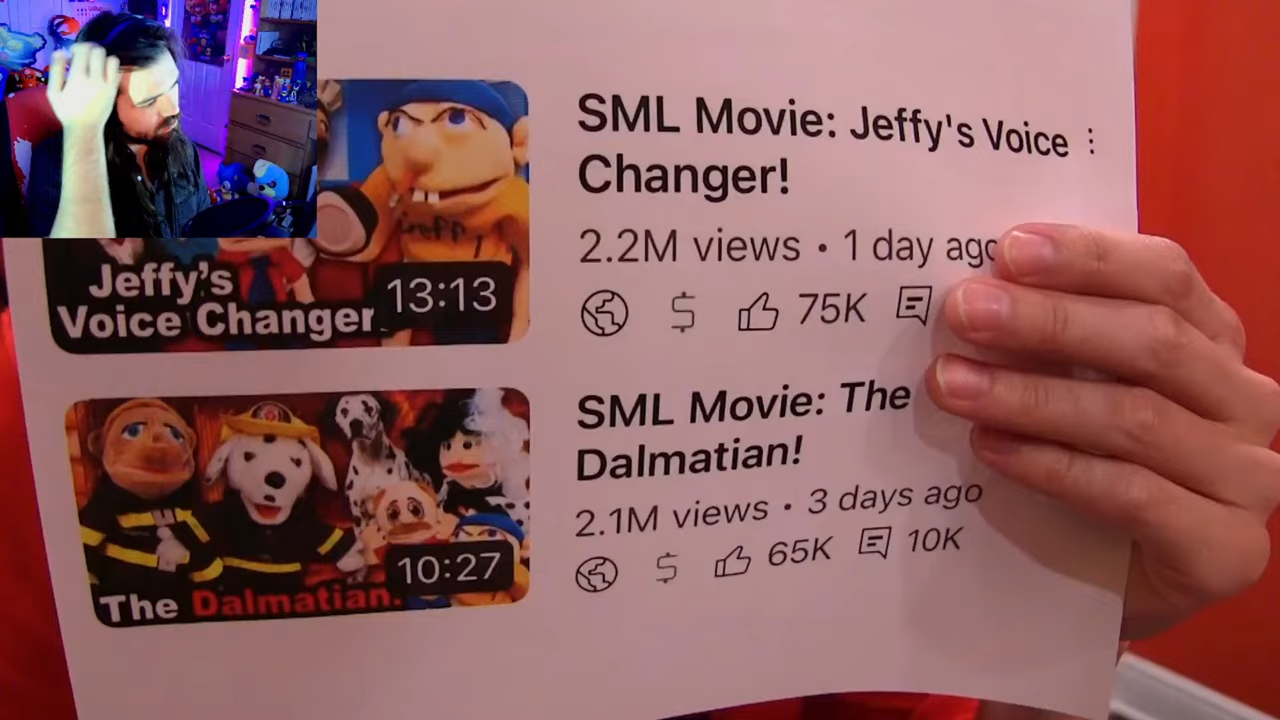 SML Movie: Jeffy's Voice
Changer!
2.2M views • 1 day ago
75K
Jeffy's
Voice Changer.
13:13
SML Movie: The
Dalmatian!
2.1M views • 3 days ago
65K 10K
The Dalmatian.
10:27